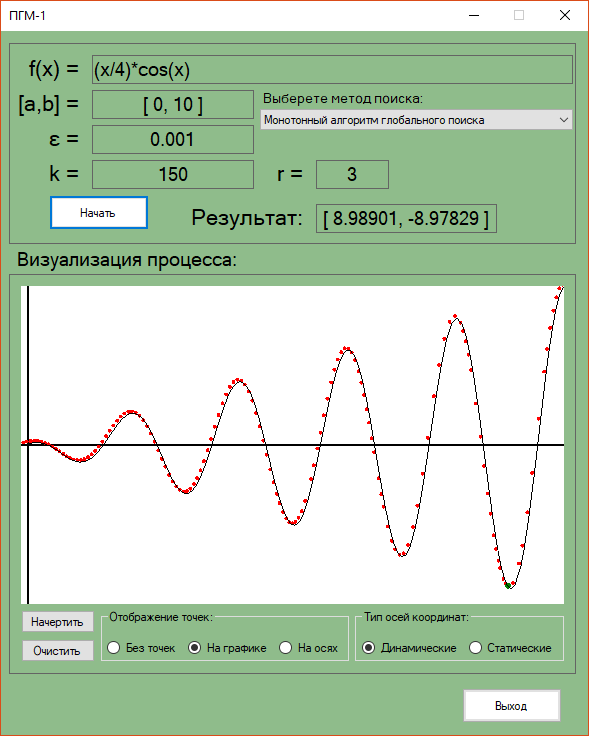 ПГМ-1
f(x) = (x/4)*cos(x)
[a,b] = [ 0, 10 ]
Выберете метод поиска:
Монотонный алгоритм глобального поиска
ε = 0.001
k = 150 r = 3
Начать Результат: [ 8.98901, -8.97829 ]
Визуализация процесса:
Начертить
Очистить
Отображение точек:
Без точек На графике На осях
Тип осей координат:
Динамические Статические
Выход